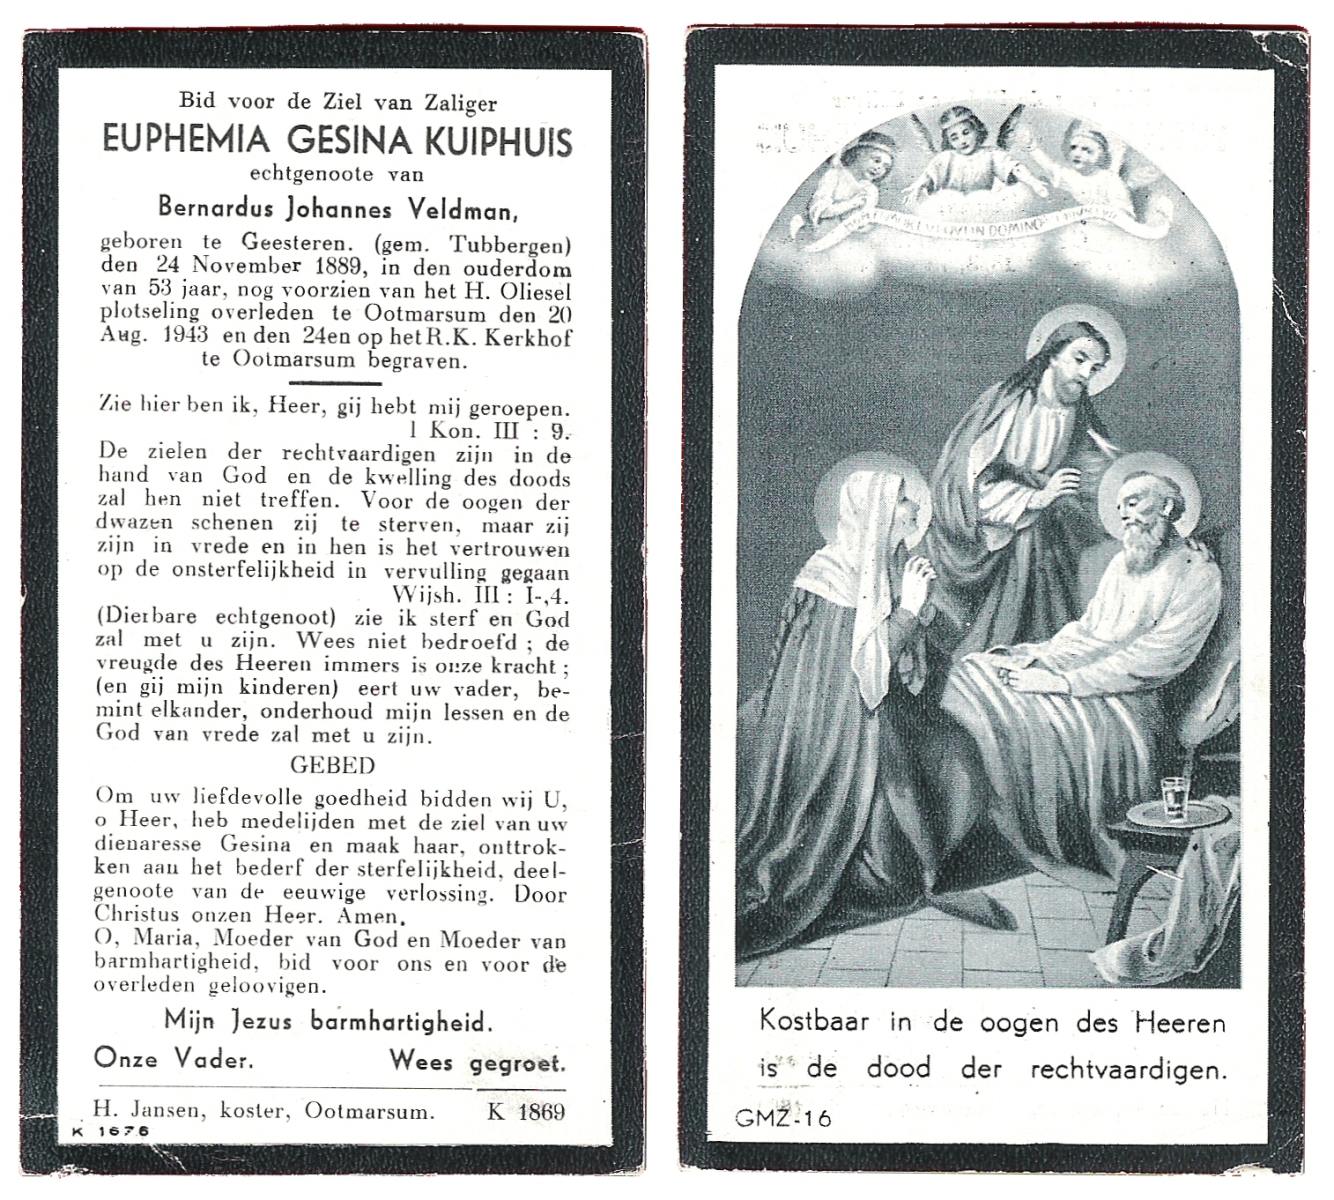 Bid voor de Ziel van Zaliger
EUPHEMIA GESINA KUIPHUIS
echtgenoote van
Bernardus Johannes Veldman,
geboren te Geesteren. (gem. Tubbergen)
den 24 November 1889, in den ouderdom
van 53 jaar, nog voorzien van het H. Oliesel
plotseling overleden te Ootmarsum den 20
Aug. 1943 en den 24en op het R.K. Kerkhof
te Ootmarsum begraven.
Zie hier ben ik, Heer, gij hebt mij geroepen.
1 Kon. III : 9.
De zielen der rechtvaardigen zijn in de
hand van God en de kwelling des doods
zal hen niet treffen. Voor de oogen der
dwazen schenen zij te sterven, maar zij
zijn in vrede en in hen is het vertrouwen
op de onsterfelijkheid in vervulling gegaan
Wijsh. III : I-,4.
(Dierbare echtgenoot) zie ik sterf en God
zal met u zijn. Wees niet bedroefd ; de
vreugde des Heeren immers is onze kracht ;
(en gij mijn kinderen) eert uw vader, be-
mint elkander, onderhoud mijn lessen en de
God van vrede zal met u zijn.
GEBED
Om uw liefdevolle goedheid bidden wij U,
o Heer, heb medelijden met de ziel van uw
dienaresse Gesina en maak haar, onttrok-
ken aan het bederf der sterfelijkheid, deel-
genoote van de eeuwige verlossing. Door
Christus onzen Heer. Amen.
O, Maria, Moeder van God en Moeder van
barmhartigheid, bid voor ons en voor de
overleden geloovigen.
Mijn Jezus barmhartigheid.
Onze Vader. Wees gegroet.
H. Jansen, koster, Ootmarsum. K 1869
K 1676
IN DOMINO
Kostbaar in de oogen des Heeren
is de dood der rechtvaardigen.
GMZ-16